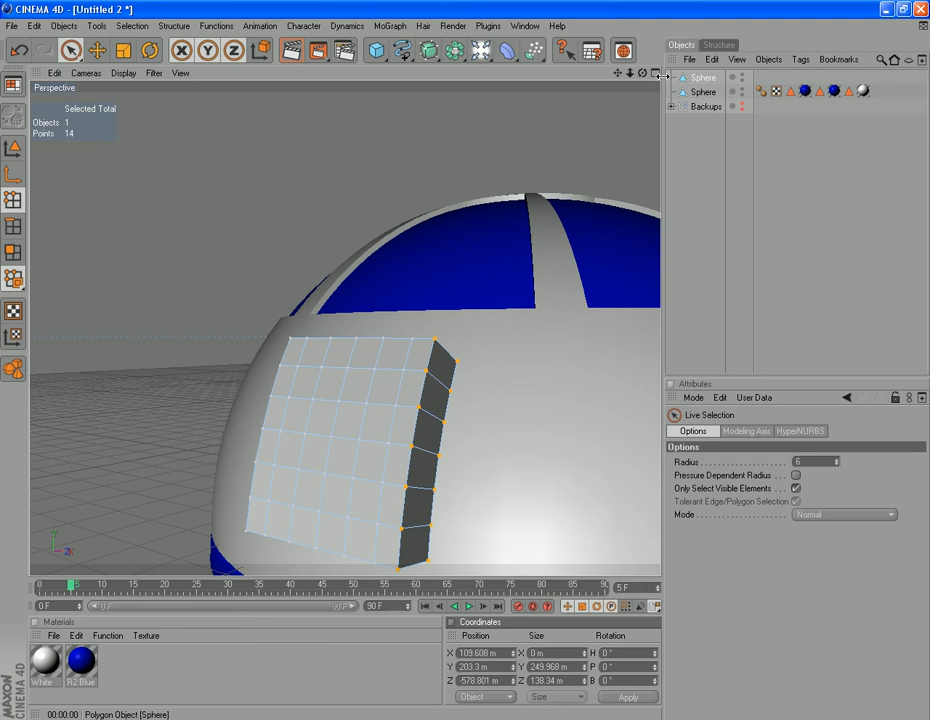 CINEMA 4D - [Untitled 2 *]
File Edit Objects Tools Selection Structure Functions Animation Character Dynamics MoGraph Hair Render Plugins Window Help
Objects Structure
File Edit View Objects Tags Bookmarks
Edit Cameras Display Filter View
Perspective
Selected Total
Objects 1
Points 14
Sphere
Sphere
Backups
Y
ZX
Attributes
Mode Edit User Data
Live Selection
Options Modeling Axis HyperNURBS
Options
Radius 6
Pressure Dependent Radius
Only Select Visible Elements
Tolerant Edge/Polygon Selection
Mode Normal
0 5 10 15 20 25 30 35 40 45 50 55 60 65 70 75 80 85 90
5 F
0 F 0 F 90 F 90 F
Materials
File Edit Function Texture
White R2 Blue
Coordinates
Position Size Rotation
X 109.608 m X 0 m H 0 °
Y 203.3 m Y 249.968 m P 0 °
Z -578.801 m Z 138.34 m B 0 °
Object Size Apply
MAXON CINEMA 4D
00:00:00 Polygon Object [Sphere]